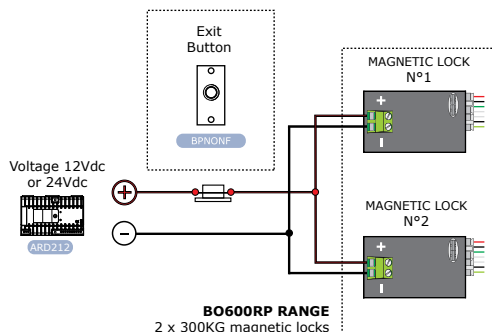 Exit
Button
BPNONF
MAGNETIC LOCK
N°1
+
-
Voltage 12Vdc
or 24Vdc
+
-
ARD212
MAGNETIC LOCK
N°2
+
-
BO600RP RANGE
2 x 300KG magnetic locks